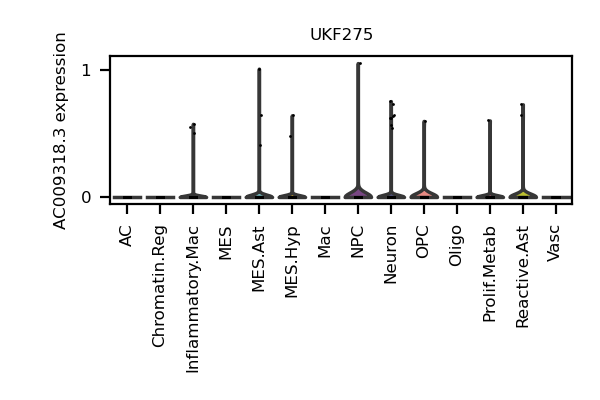 UKF275
AC009318.3 expression
1
0
AC
Chromatin.Reg
Inflammatory.Mac
MES
MES.Ast
MES.Hyp
Mac
NPC
Neuron
OPC
Oligo
Prolif.Metab
Reactive.Ast
Vasc